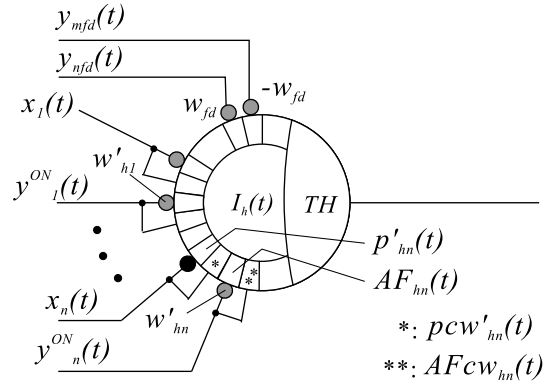 y_mfd(t)
y_nfd(t)
w_fd
-w_fd
x_1(t)
w'_h1
y^ON_1(t)
I_h(t)
TH
p'_hn(t)
AF_hn(t)
*
*
*
x_n(t)
w'_hn
y^ON_n(t)
*: pcw'_hn(t)
**: AFcw_hn(t)